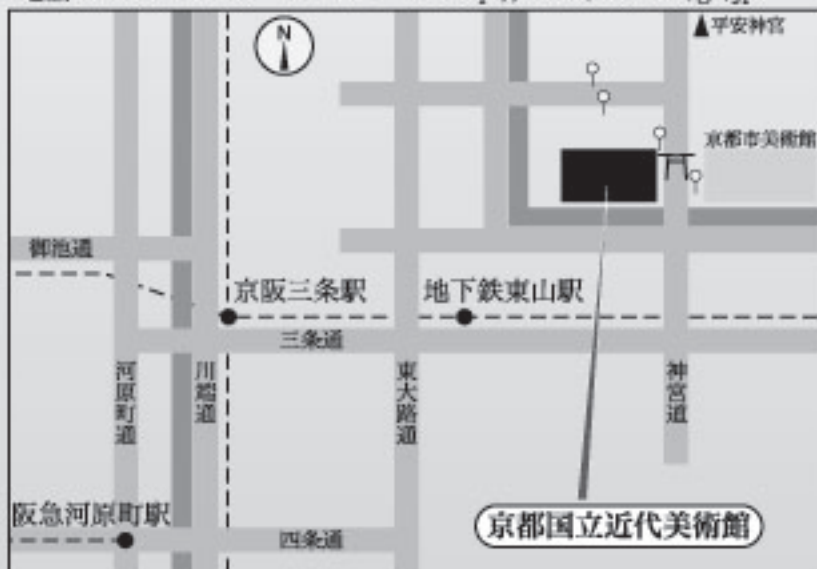 N
平安神宮
京都市美術館
御池通
京阪三条駅
地下鉄東山駅
三条通
河原町通
川端通
東大路通
神宮道
阪急河原町駅
四条通
京都国立近代美術館